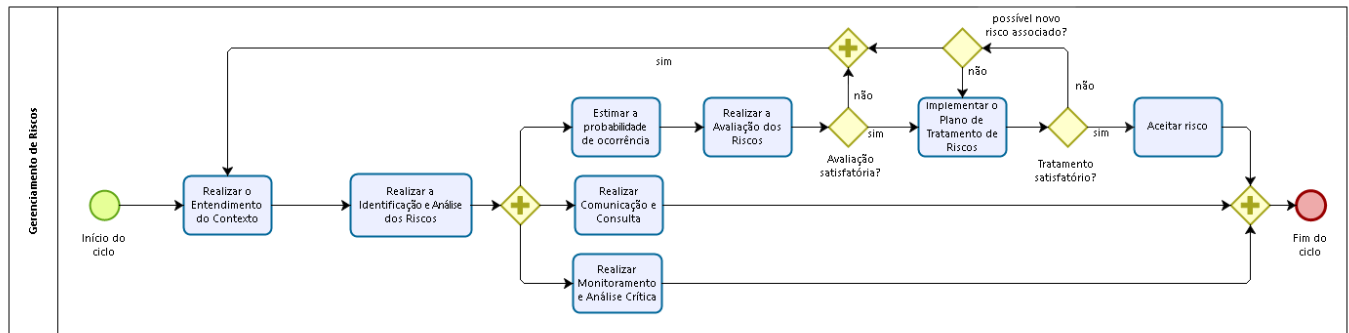 Gerenciamento de Riscos
possível novo
risco associado?
sim
não
não
não
Estimar a
probabilidade
de ocorrência
Realizar a
Avaliação dos
Riscos
sim
Implementar o
Plano de
Tratamento de
Riscos
sim
Aceitar risco
Avaliação
satisfatória?
Tratamento
satisfatório?
Realizar o
Entendimento
do Contexto
Realizar a
Identificação e Análise
dos Riscos
Realizar
Comunicação e
Consulta
Início do
ciclo
Fim do
ciclo
Realizar
Monitoramento
e Análise Crítica